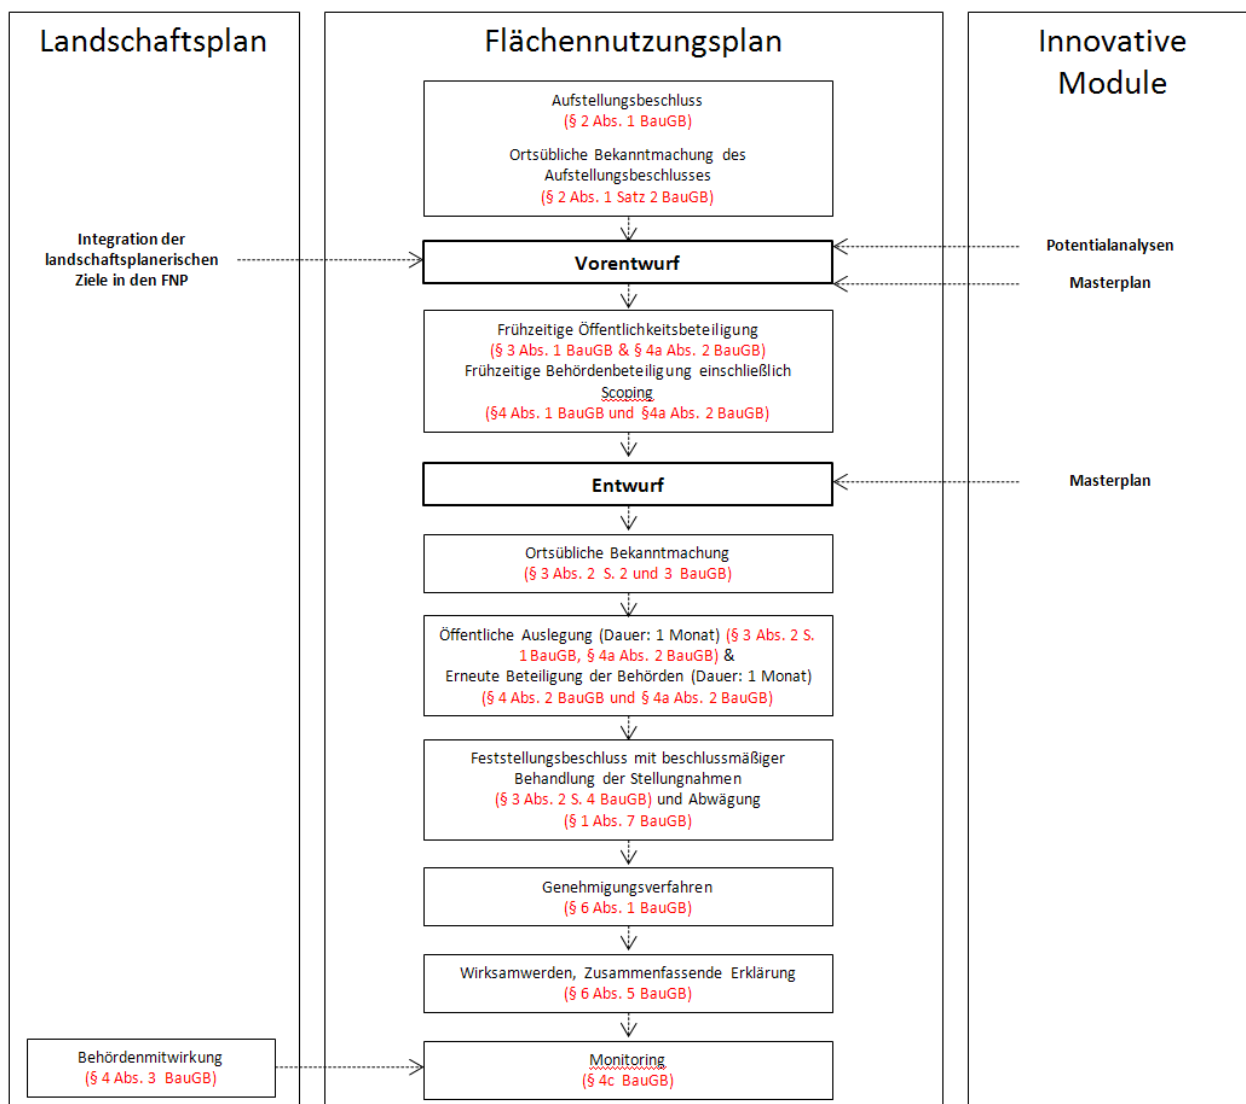 Landschaftsplan
Flächennutzungsplan
Innovative
Module
Aufstellungsbeschluss
(§ 2 Abs. 1 BauGB)
Ortsübliche Bekanntmachung des
Aufstellungsbeschlusses
(§ 2 Abs. 1 Satz 2 BauGB)
Integration der
landschaftsplanerischen
Ziele in den FNP
Vorentwurf
Potentialanalysen
Masterplan
Frühzeitige Öffentlichkeitsbeteiligung
(§ 3 Abs. 1 BauGB & § 4a Abs. 2 BauGB)
Frühzeitige Behördenbeteiligung einschließlich
Scoping
(§4 Abs. 1 BauGB und §4a Abs. 2 BauGB)
Entwurf
Masterplan
Ortsübliche Bekanntmachung
(§ 3 Abs. 2 S. 2 und 3 BauGB)
Öffentliche Auslegung (Dauer: 1 Monat) (§ 3 Abs. 2 S.
1 BauGB, § 4a Abs. 2 BauGB) &
Erneute Beteiligung der Behörden (Dauer: 1 Monat)
(§ 4 Abs. 2 BauGB und § 4a Abs. 2 BauGB)
Feststellungsbeschluss mit beschlussmäßiger
Behandlung der Stellungnahmen
(§ 3 Abs. 2 S. 4 BauGB) und Abwägung
(§ 1 Abs. 7 BauGB)
Genehmigungsverfahren
(§ 6 Abs. 1 BauGB)
Wirksamwerden, Zusammenfassende Erklärung
(§ 6 Abs. 5 BauGB)
Behördenmitwirkung
(§ 4 Abs. 3 BauGB)
Monitoring
(§ 4c BauGB)